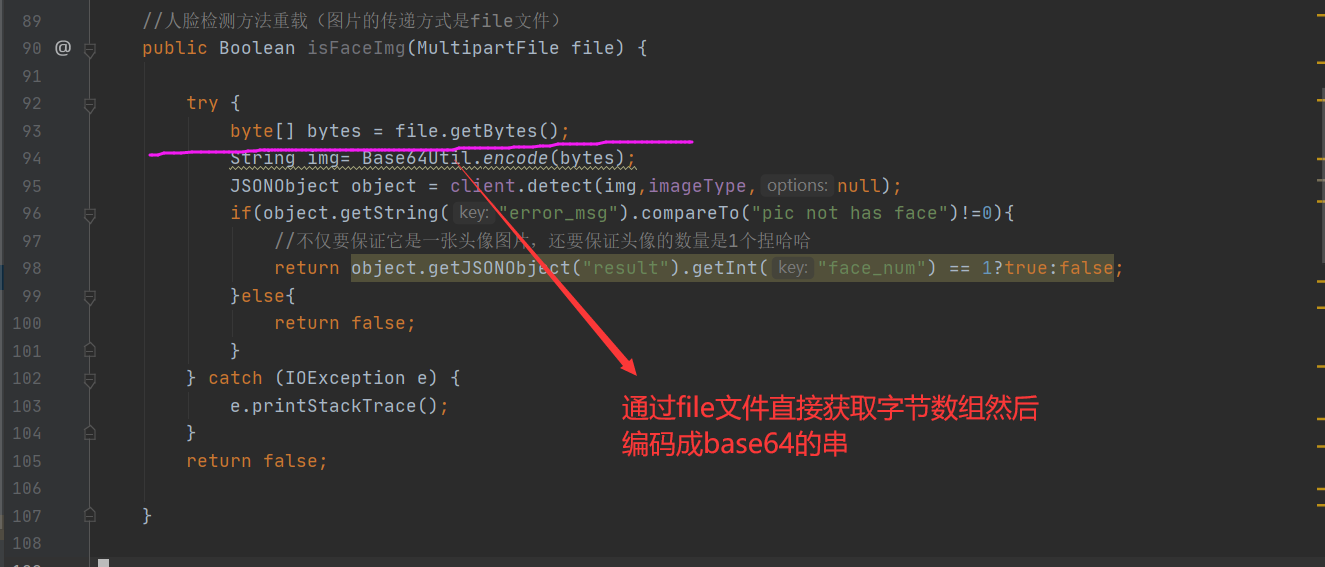 89 //人脸检测方法重载（图片的传递方式是file文件）
90 @ public Boolean isFaceImg(MultipartFile file) {
91
92 try {
93 byte[] bytes = file.getBytes();
94 String img= Base64Util.encode(bytes);
95 JSONObject object = client.detect(img,imageType, options: null);
96 if(object.getString( key: "error_msg").compareTo("pic not has face")!=0){
97 //不仅要保证它是一张头像图片，还要保证头像的数量是1个捏哈哈
98 return object.getJSONObject("result").getInt( key: "face_num") == 1?true:false;
99 }else{
100 return false;
101 }
102 } catch (IOException e) {
103 e.printStackTrace();
通过file文件直接获取字节数组然后
104 }
编码成base64的串
105 return false;
106
107 }
108